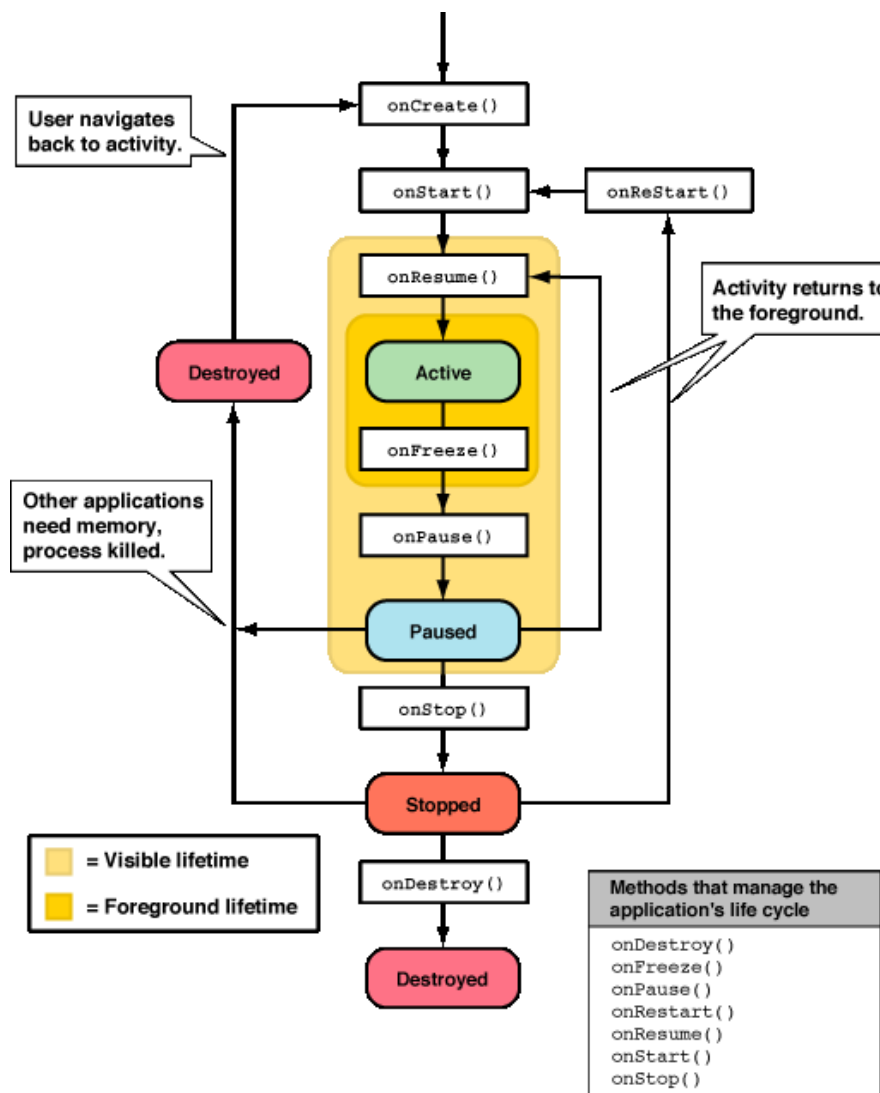 onCreate()
User navigates
back to activity.
onStart()
onReStart()
onResume()
Activity returns to
the foreground.
Destroyed
Active
onFreeze()
Other applications
need memory,
process killed.
onPause()
Paused
onStop()
Stopped
= Visible lifetime
= Foreground lifetime
onDestroy()
Destroyed
Methods that manage the
application's life cycle
onDestroy()
onFreeze()
onPause()
onRestart()
onResume()
onStart()
onStop()